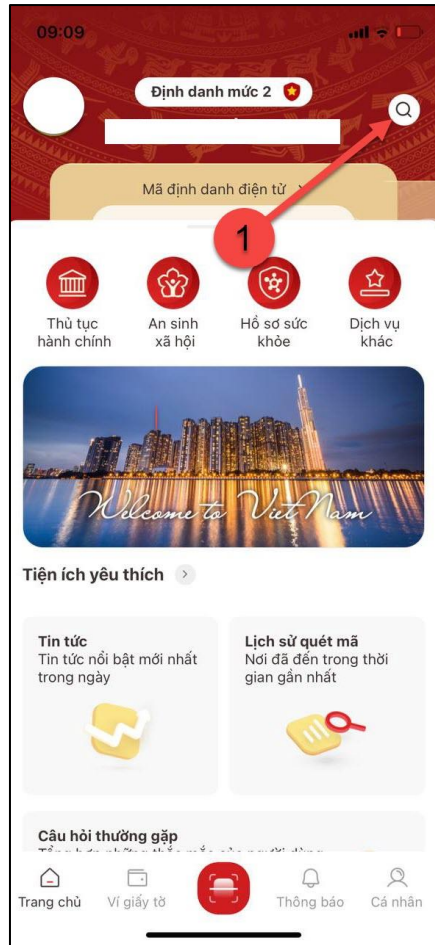 09:09
Định danh mức 2
Mã định danh điện tử
1
Thủ tục
hành chính
An sinh
xã hội
Hồ sơ sức
khỏe
Dịch vụ
khác
Welcome to Viet Nam
Tiện ích yêu thích
Tin tức
Tin tức nổi bật mới nhất
trong ngày
Lịch sử quét mã
Nơi đã đến trong thời
gian gần nhất
Câu hỏi thường gặp
Trang chủ
Ví giấy tờ
Thông báo
Cá nhân